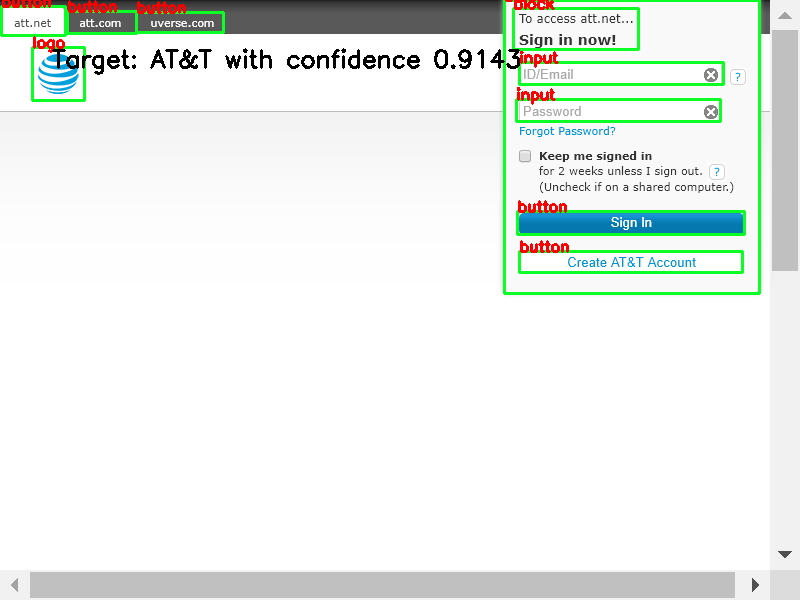 button
button
button
att.net
att.com
uverse.com
logo
Target: AT&T with confidence 0.9143
block
To access att.net...
Sign in now!
input
ID/Email
?
input
Password
Forgot Password?
Keep me signed in
for 2 weeks unless I sign out. ?
(Uncheck if on a shared computer.)
button
Sign In
button
Create AT&T Account